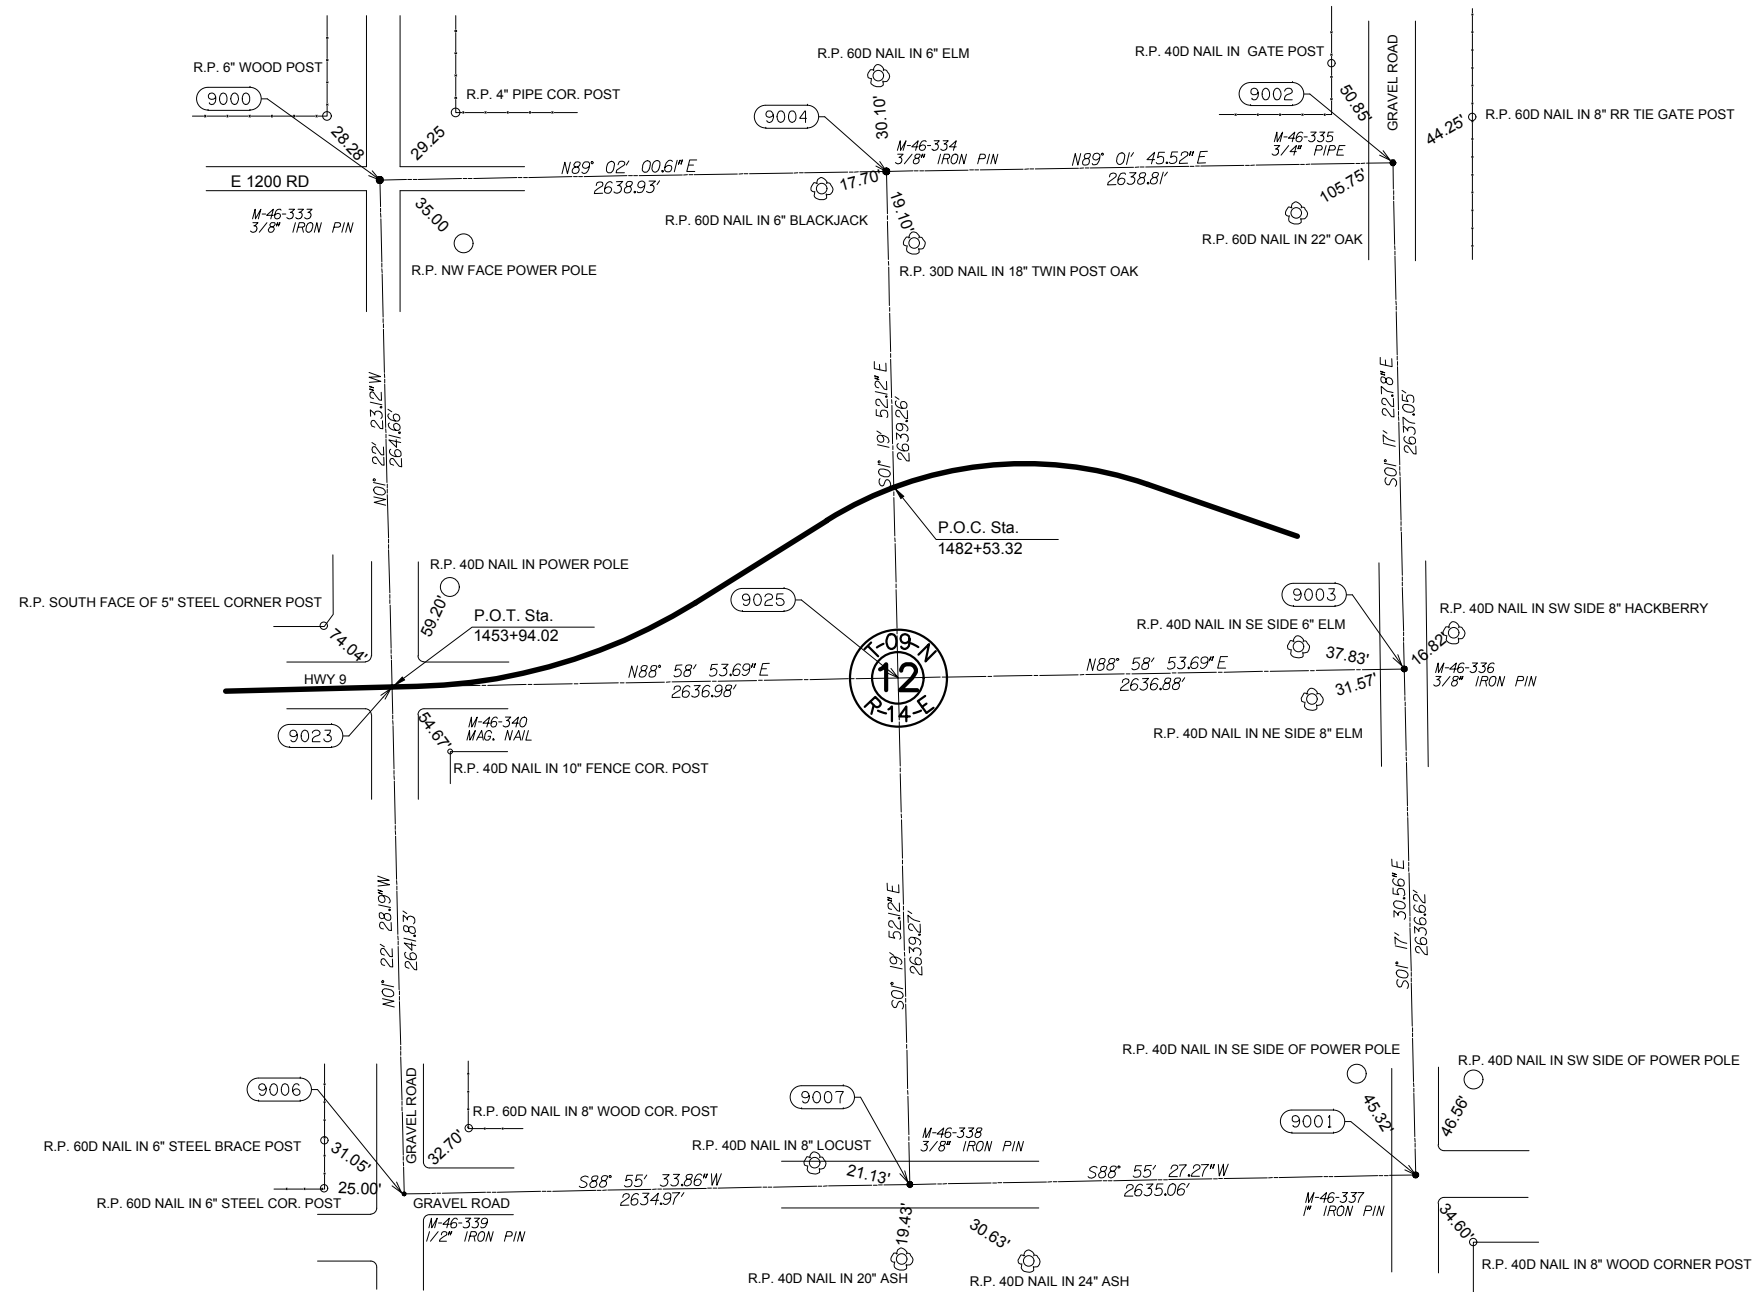 R.P. 60D NAIL IN 6" ELM
R.P. 40D NAIL IN GATE POST
GRAVEL ROAD
R.P. 6" WOOD POST
9000
R.P. 4" PIPE COR. POST
9004
30.10'
9002
50.85'
44.25'
R.P. 60D NAIL IN 8" RR TIE GATE POST
28.28
29.25
M-46-334
3/8" IRON PIN
M-46-335
3/4" PIPE
E 1200 RD
N89° 02' 00.61" E
2638.93'
17.70'
N89° 01' 45.52" E
2638.81'
105.75'
M-46-333
3/8" IRON PIN
35.00
R.P. 60D NAIL IN 6" BLACKJACK
19.10'
R.P. 60D NAIL IN 22" OAK
R.P. NW FACE POWER POLE
R.P. 30D NAIL IN 18" TWIN POST OAK
N01° 22' 23.12" W
2641.66'
S01° 19' 52.12" E
2639.26'
S01° 17' 22.78" E
2637.05'
P.O.C. Sta.
1482+53.32
R.P. 40D NAIL IN POWER POLE
R.P. SOUTH FACE OF 5" STEEL CORNER POST
59.20'
74.04'
P.O.T. Sta.
1453+94.02
9025
9003
R.P. 40D NAIL IN SW SIDE 8" HACKBERRY
R.P. 40D NAIL IN SE SIDE 6" ELM
16.82'
37.83'
HWY 9
N88° 58' 53.69" E
2636.98'
T-09-N
12
R-14-E
N88° 58' 53.69" E
2636.88'
31.57'
M-46-336
3/8" IRON PIN
9023
54.67'
M-46-340
MAG. NAIL
R.P. 40D NAIL IN NE SIDE 8" ELM
R.P. 40D NAIL IN 10" FENCE COR. POST
N01° 22' 28.19" W
2641.83'
S01° 19' 52.12" E
2639.27'
S01° 17' 30.56" E
2636.62'
R.P. 40D NAIL IN SE SIDE OF POWER POLE
R.P. 40D NAIL IN SW SIDE OF POWER POLE
9006
GRAVEL ROAD
R.P. 60D NAIL IN 8" WOOD COR. POST
9007
9001
45.32'
46.56'
R.P. 60D NAIL IN 6" STEEL BRACE POST
31.05'
32.70'
R.P. 40D NAIL IN 8" LOCUST
M-46-338
3/8" IRON PIN
25.00'
R.P. 60D NAIL IN 6" STEEL COR. POST
GRAVEL ROAD
S88° 55' 33.86" W
2634.97'
21.13'
S88° 55' 27.27" W
2635.06'
M-46-337
1" IRON PIN
M-46-339
1/2" IRON PIN
19.43'
30.63'
34.60'
R.P. 40D NAIL IN 20" ASH
R.P. 40D NAIL IN 24" ASH
R.P. 40D NAIL IN 8" WOOD CORNER POST